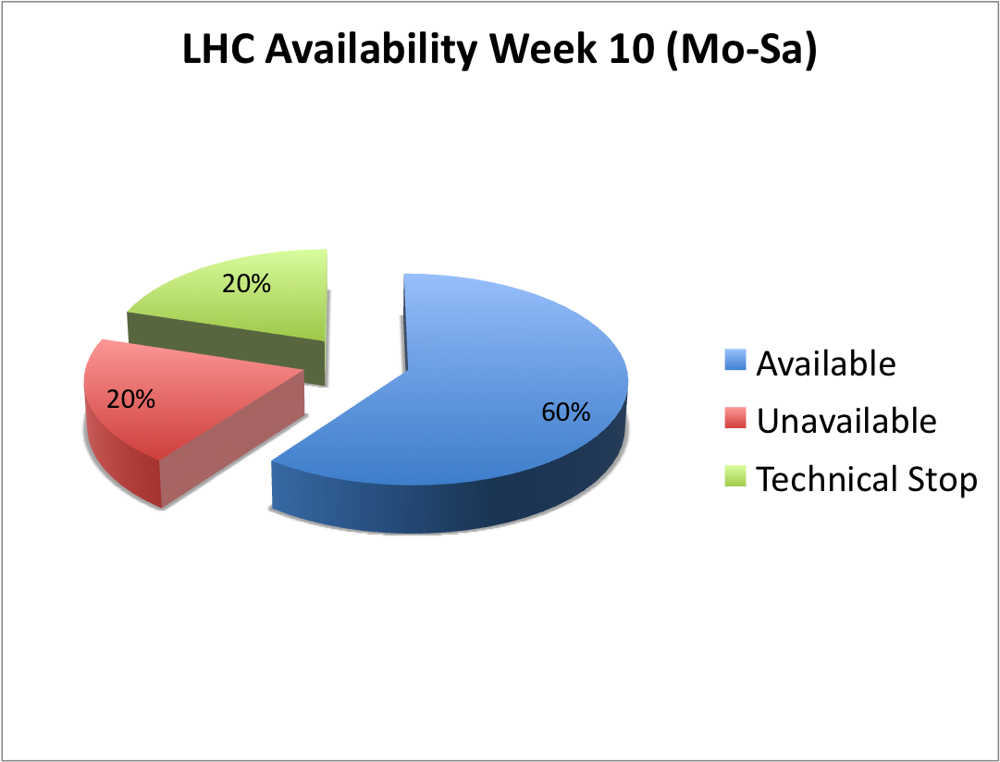 LHC Availability Week 10 (Mo-Sa)
20%
20%
60%
Available
Unavailable
Technical Stop